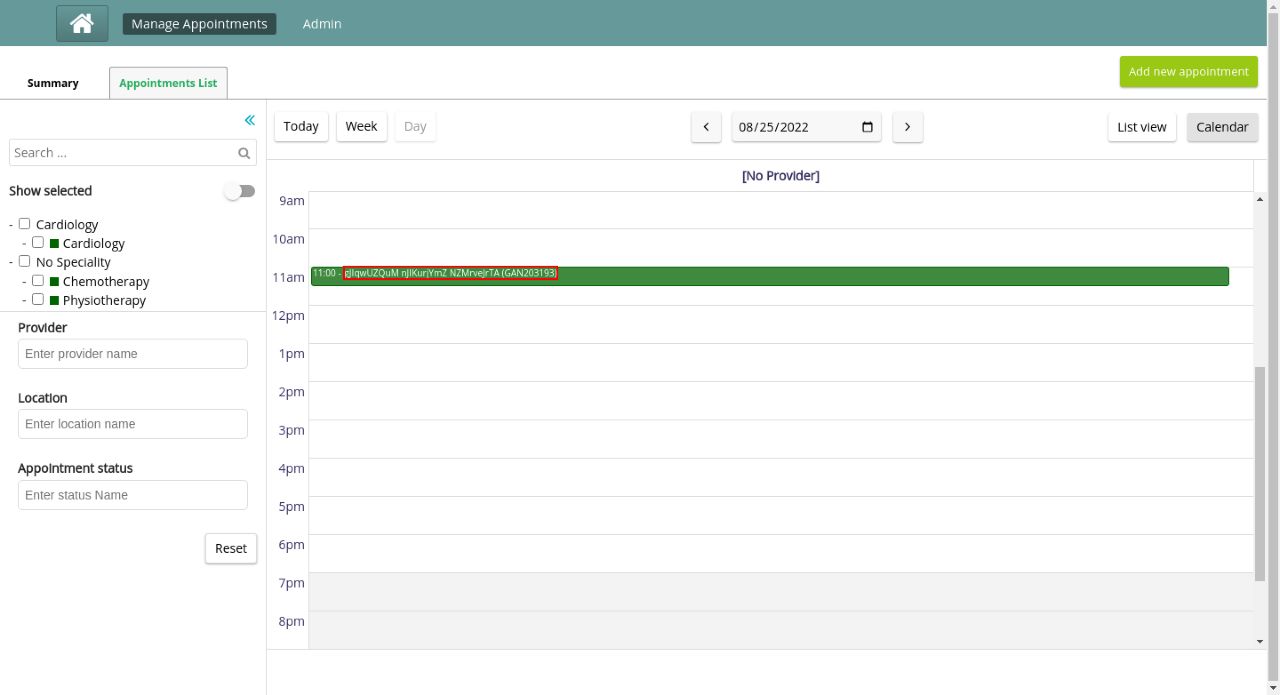 Manage Appointments
Admin
Summary
Appointments List
Add new appointment
Today
Week
Day
08/25/2022
List view
Calendar
Search ...
Show selected
- Cardiology
- Cardiology
- No Speciality
- Chemotherapy
- Physiotherapy
Provider
Enter provider name
Location
Enter location name
Appointment status
Enter status Name
Reset
[No Provider]
9am
10am
11am
11:00 - (GAN203193)
12pm
1pm
2pm
3pm
4pm
5pm
6pm
7pm
8pm